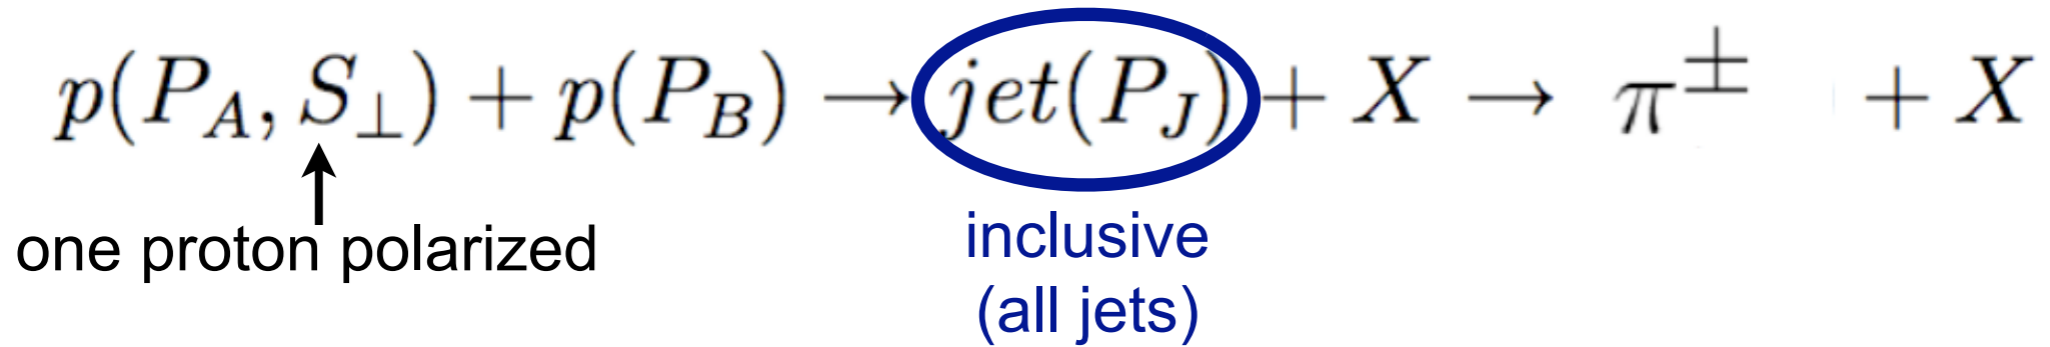 p(P_A, S_⊥) + p(P_B) → jet(P_J) + X → π^± + X
one proton polarized
inclusive
(all jets)